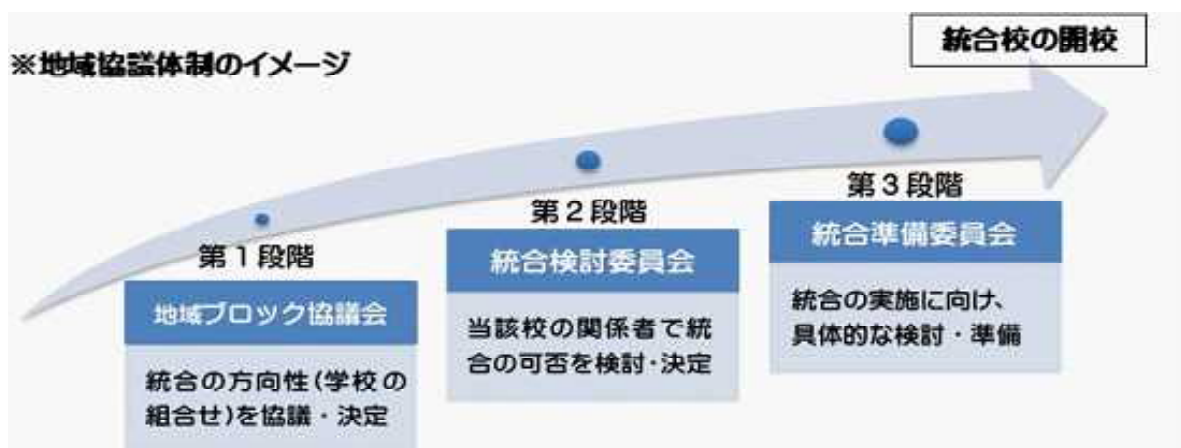 ※地域協議体制のイメージ
統合校の開校
第1段階
地域ブロック協議会
統合の方向性(学校の
組合せ)を協議・決定
第2段階
統合検討委員会
当該校の関係者で統
合の可否を検討・決定
第3段階
統合準備委員会
統合の実施に向け、
具体的な検討・準備